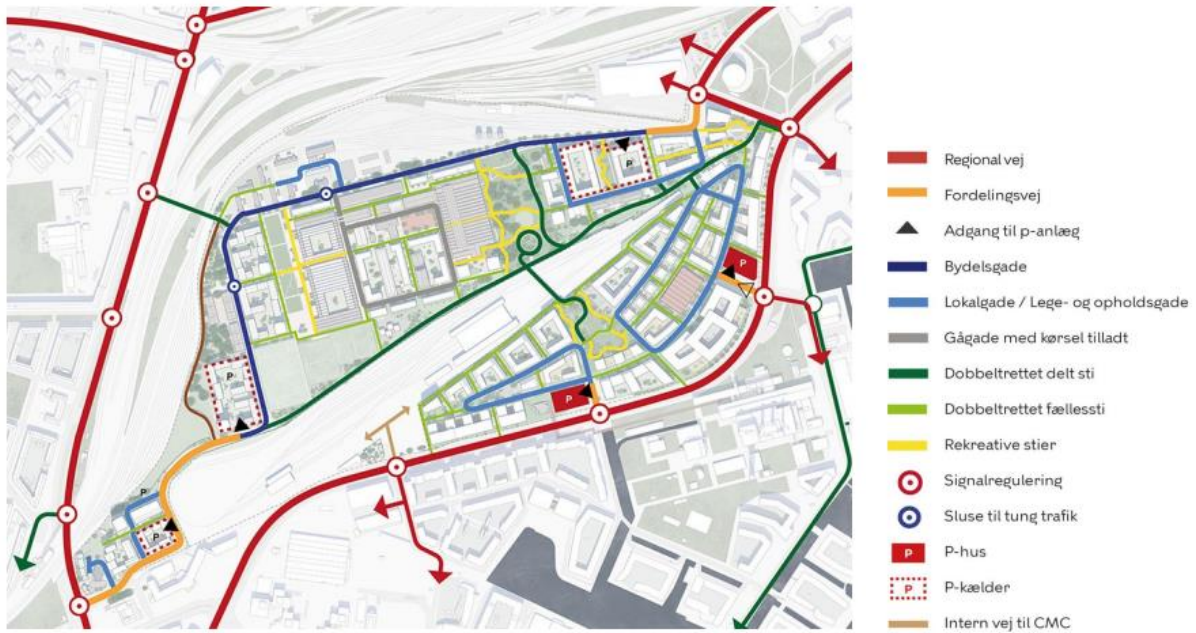 P
P
P
P
P
P
Regional vej
Fordelingsvej
Adgang til p-anlæg
Bydelsgade
Lokalgade / Lege- og opholdsgade
Gågade med kørsel tilladt
Dobbeltrettet delt sti
Dobbeltrettet fællessti
Rekreative stier
Signalregulering
Sluse til tung trafik
P P-hus
P P-kælder
Intern vej til CMC